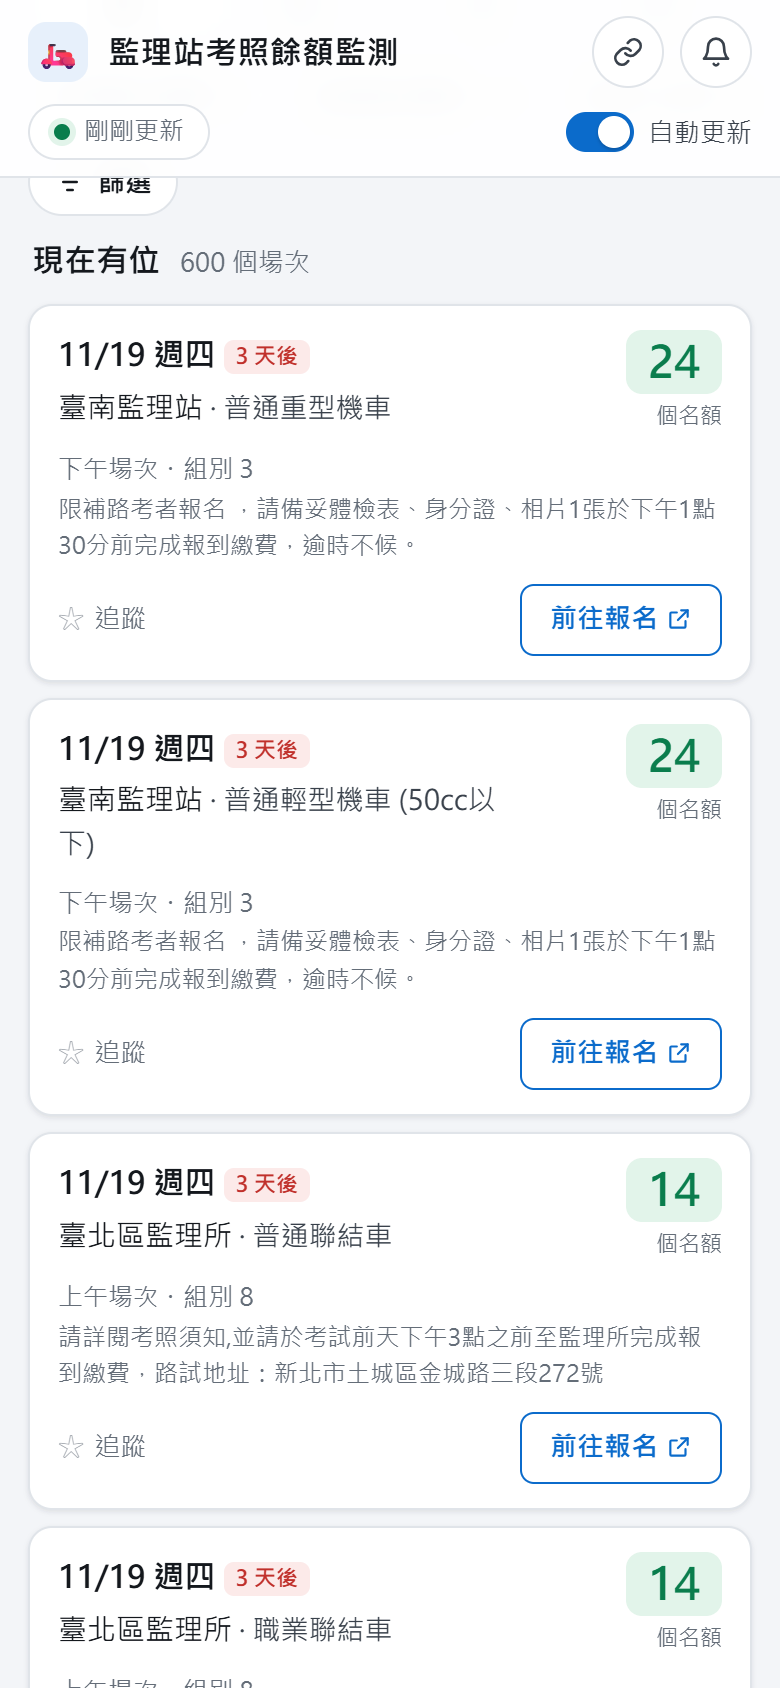 監理站考照餘額監測
剛剛更新
自動更新
篩選
現在有位 600 個場次
11/19 週四 3 天後
24
臺南監理站 · 普通重型機車
個名額
下午場次 · 組別 3
限補路考者報名 ，請備妥體檢表、身分證、相片1張於下午1點
30分前完成報到繳費，逾時不候。
☆ 追蹤
前往報名
11/19 週四 3 天後
24
臺南監理站 · 普通輕型機車 (50cc以
下)
個名額
下午場次 · 組別 3
限補路考者報名 ，請備妥體檢表、身分證、相片1張於下午1點
30分前完成報到繳費，逾時不候。
☆ 追蹤
前往報名
11/19 週四 3 天後
14
臺北區監理所 · 普通聯結車
個名額
上午場次 · 組別 8
請詳閱考照須知,並請於考試前天下午3點之前至監理所完成報
到繳費，路試地址：新北市土城區金城路三段272號
☆ 追蹤
前往報名
11/19 週四 3 天後
14
臺北區監理所 · 職業聯結車
個名額
上午場次 · 組別 8